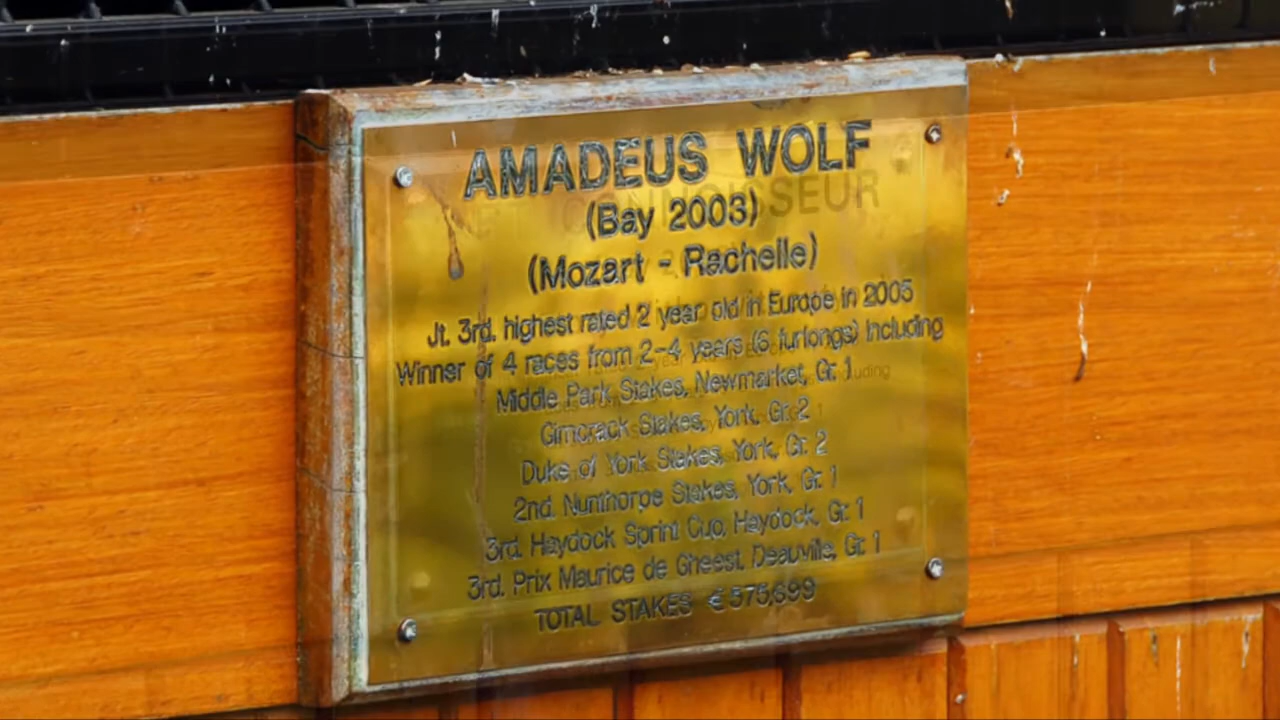 AMADEUS WOLF
(Bay 2003)
(Mozart - Rachelle)
Jt. 3rd. highest rated 2 year old in Europe in 2005
Winner of 4 races from 2-4 years (6 furlongs) including
Middle Park Stakes, Newmarket, Gr. 1
Gimcrack Stakes, York, Gr. 2
Duke of York Stakes, York, Gr. 2
2nd. Nunthorpe Stakes, York, Gr. 1
3rd. Haydock Sprint Cup, Haydock, Gr. 1
3rd. Prix Maurice de Gheest, Deauville, Gr. 1
TOTAL STAKES €575,699